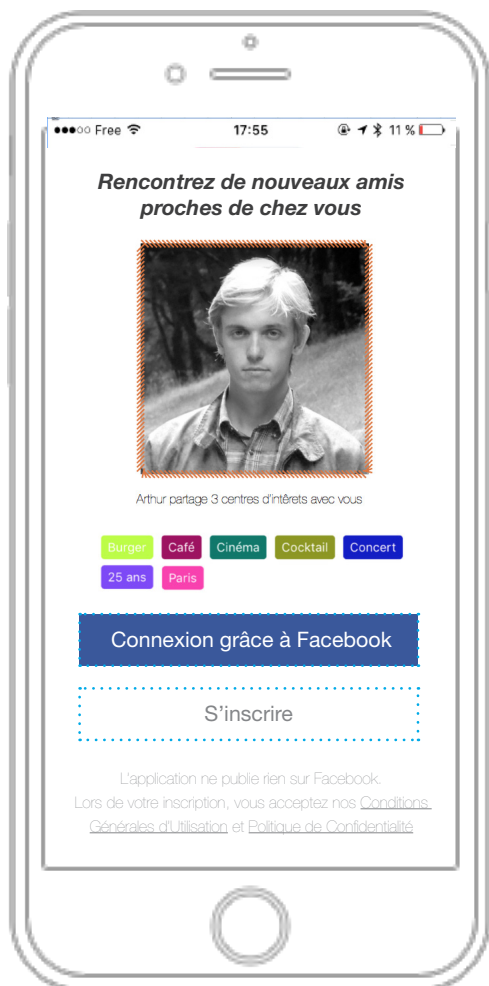 Free 17:55 11 %
Rencontrez de nouveaux amis
proches de chez vous
Arthur partage 3 centres d'intêrets avec vous
Burger Café Cinéma Cocktail Concert
25 ans Paris
Connexion grâce à Facebook
S'inscrire
L'application ne publie rien sur Facebook.
Lors de votre inscription, vous acceptez nos Conditions
Générales d'Utilisation et Politique de Confidentialité